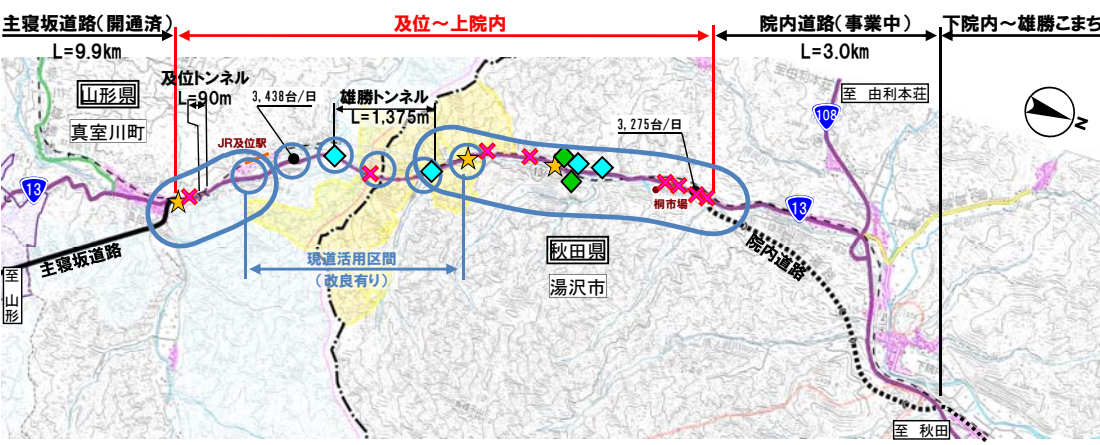 主寝坂道路(開通済)
及位～上院内
院内道路(事業中)
下院内～雄勝こまち
L=9.9km
L=3.0km
及位トンネル
L=90m
山形県
真室川町
3,438台/日
雄勝トンネル
L=1,375m
至 由利本荘
108
JR及位駅
3,275台/日
N
13
13
13
桐市場
主寝坂道路
現道活用区間
(改良有り)
秋田県
湯沢市
院内道路
至 山形
至 秋田